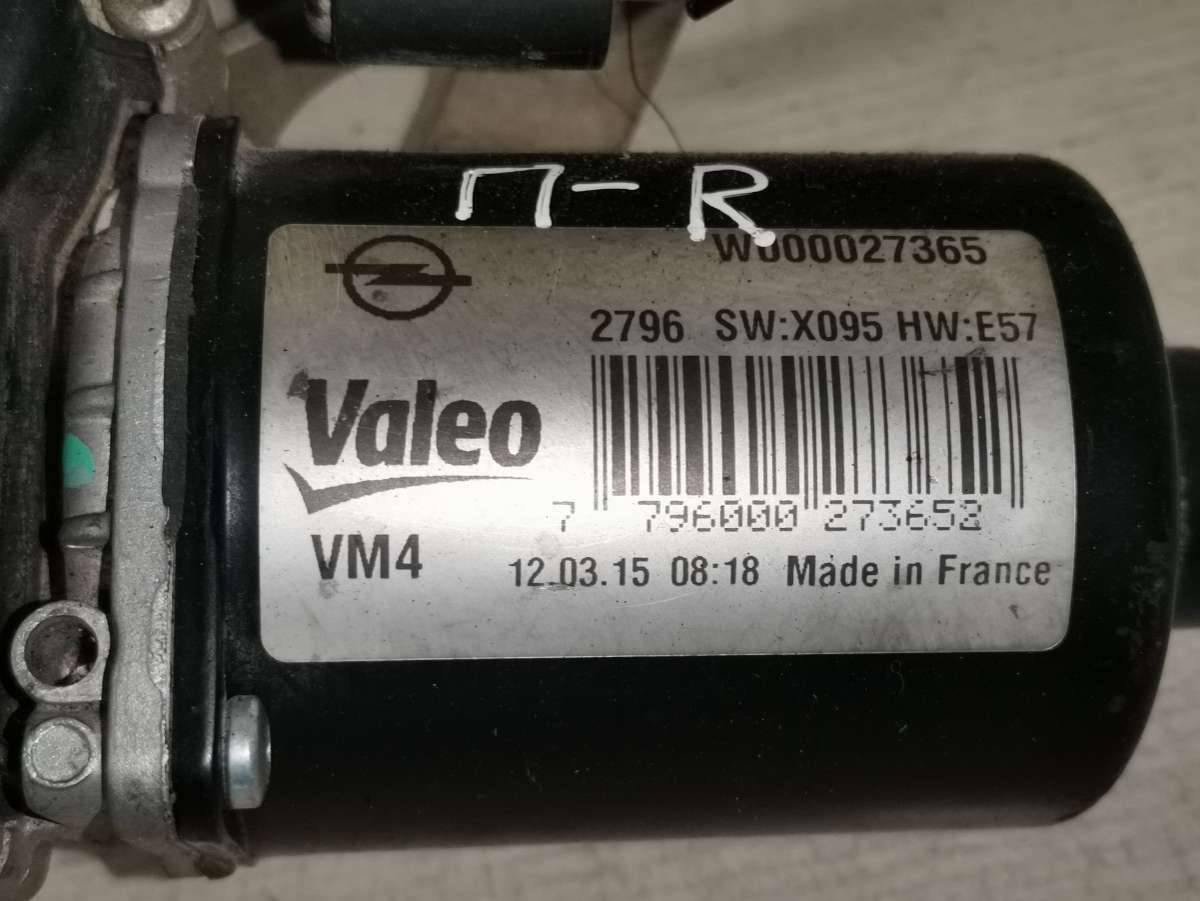 П-R
W000027365
2796 SW:X095 HW:E57
Valeo
7 796000 273652
VM4
12.03.15 08:18 Made in France